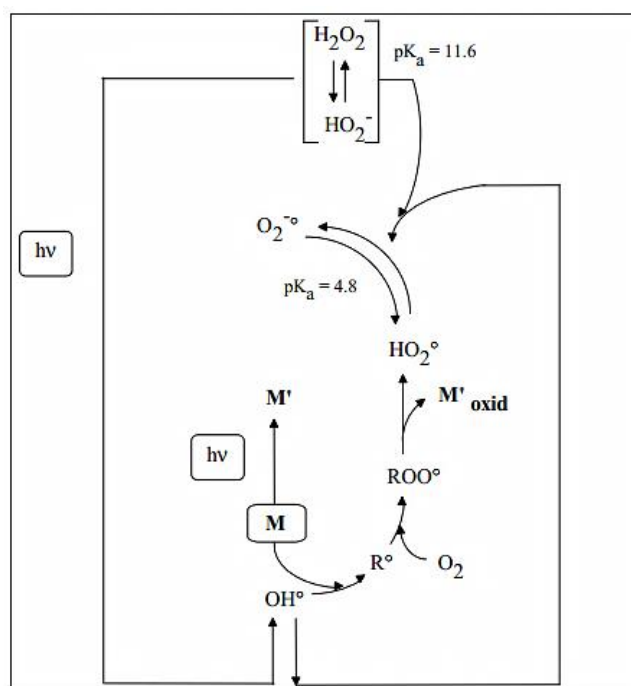 H₂O₂
pKₐ = 11.6
HO₂⁻
O₂⁻°
hν
pKₐ = 4.8
HO₂°
M'
M'oxid
hν
ROO°
M
R°
O₂
OH°